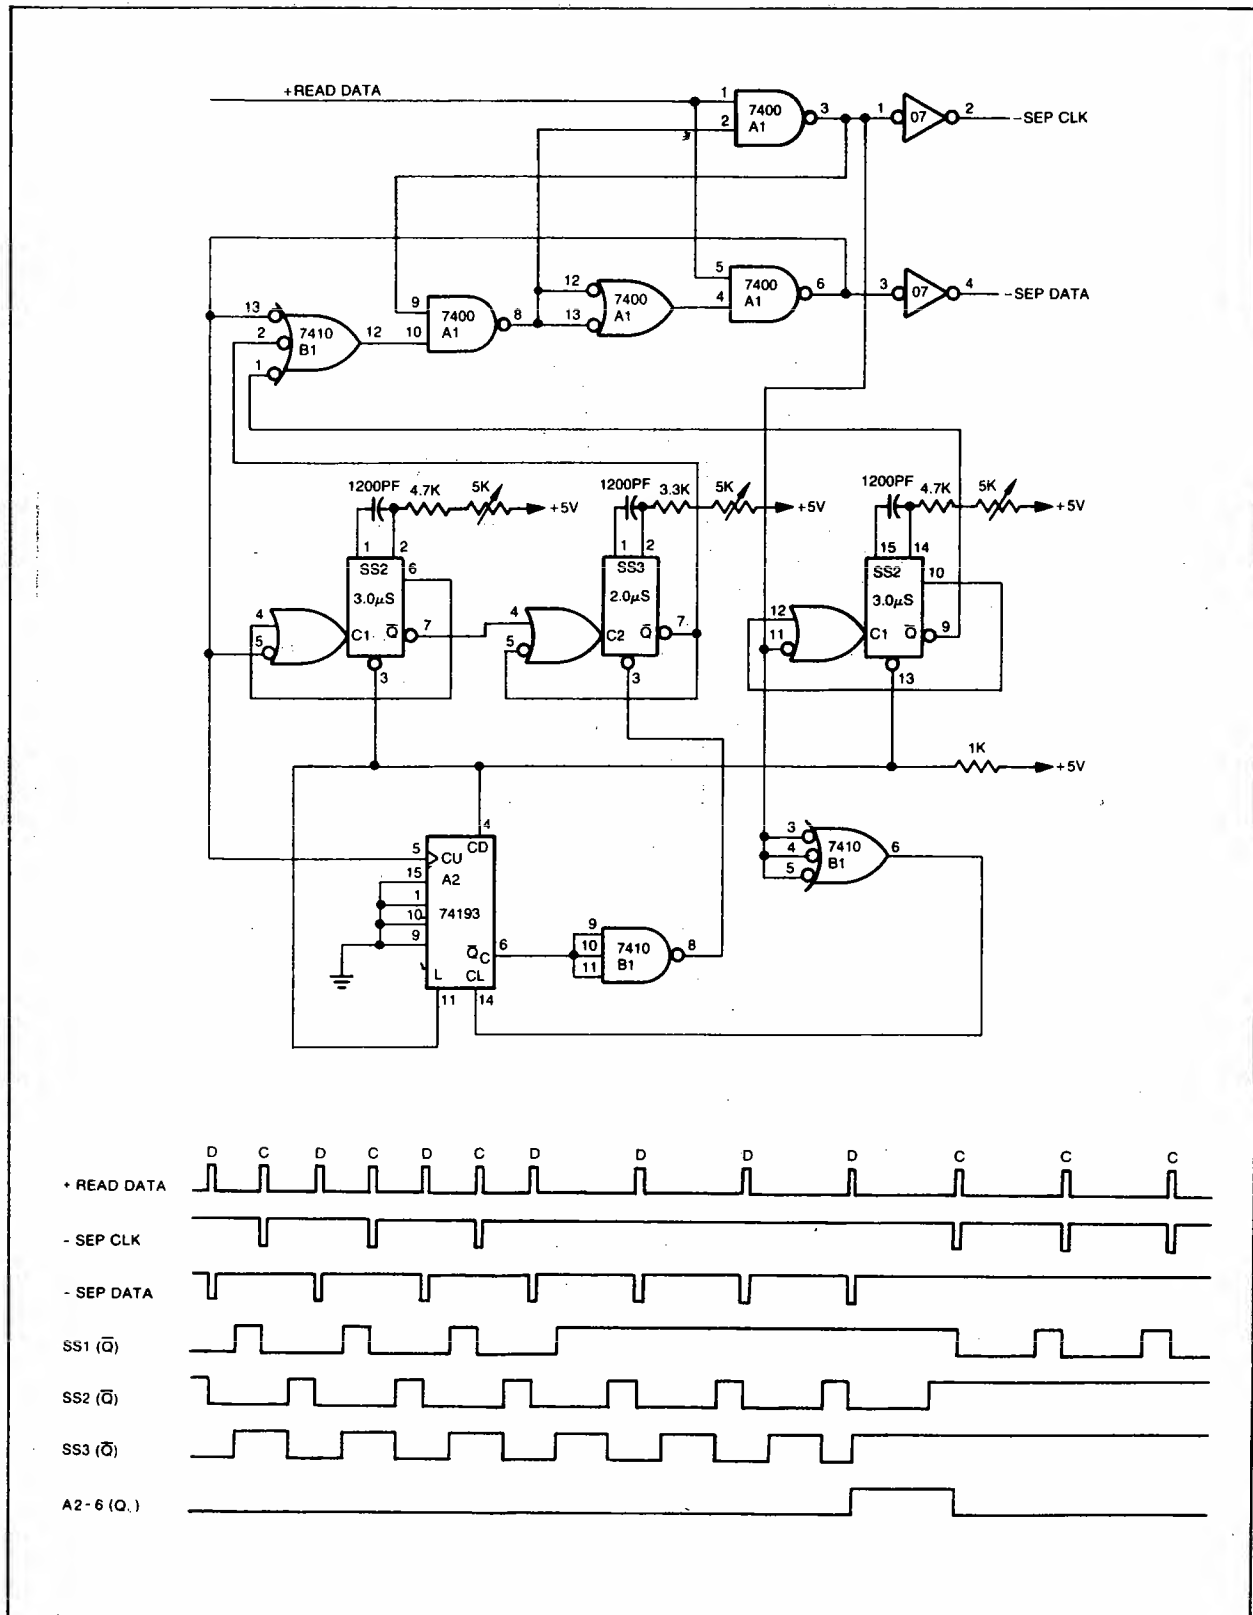 +READ DATA
1
2
7400
A1
3
1
07
2
–SEP CLK
12
13
7400
A1
5
4
7400
A1
6
3
07
4
–SEP DATA
13
2
1
7410
B1
12
9
10
7400
A1
8
1200PF
4.7K
5K
+5V
1200PF
3.3K
5K
+5V
1200PF
4.7K
5K
+5V
1
2
SS2
6
3.0µS
4
5
C1
Q̅
7
3
1
2
SS3
2.0µS
4
5
C2
Q̅
7
3
15
14
SS2
10
3.0µS
12
11
C1
Q̅
9
13
1K
+5V
4
5
CU
CD
15
A2
1
10
74193
9
Q̅C
6
L
CL
11
14
9
10
11
7410
B1
8
3
4
5
7410
B1
6
D C D C D C D D D D C C C
+ READ DATA
- SEP CLK
- SEP DATA
SS1 (Q̅)
SS2 (Q̅)
SS3 (Q̅)
A2-6 (Q.)